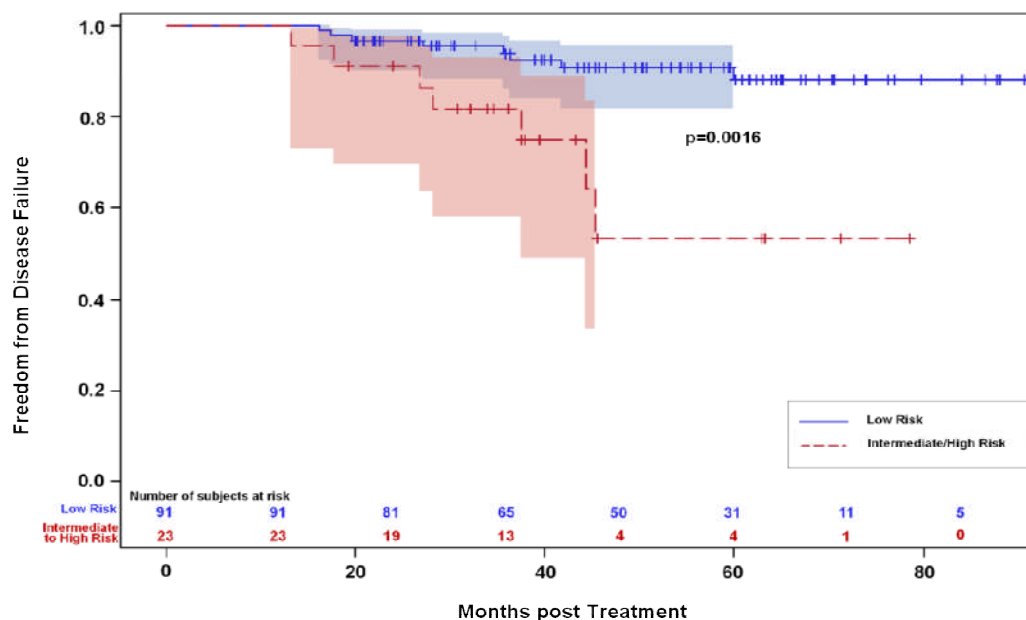 Freedom from Disease Failure
1.0
0.8
0.6
0.4
0.2
0.0
p=0.0016
Low Risk
Intermediate/High Risk
Number of subjects at risk
Low Risk 91 91 81 65 50 31 11 5
Intermediate
to High Risk 23 23 19 13 4 4 1 0
0 20 40 60 80
Months post Treatment